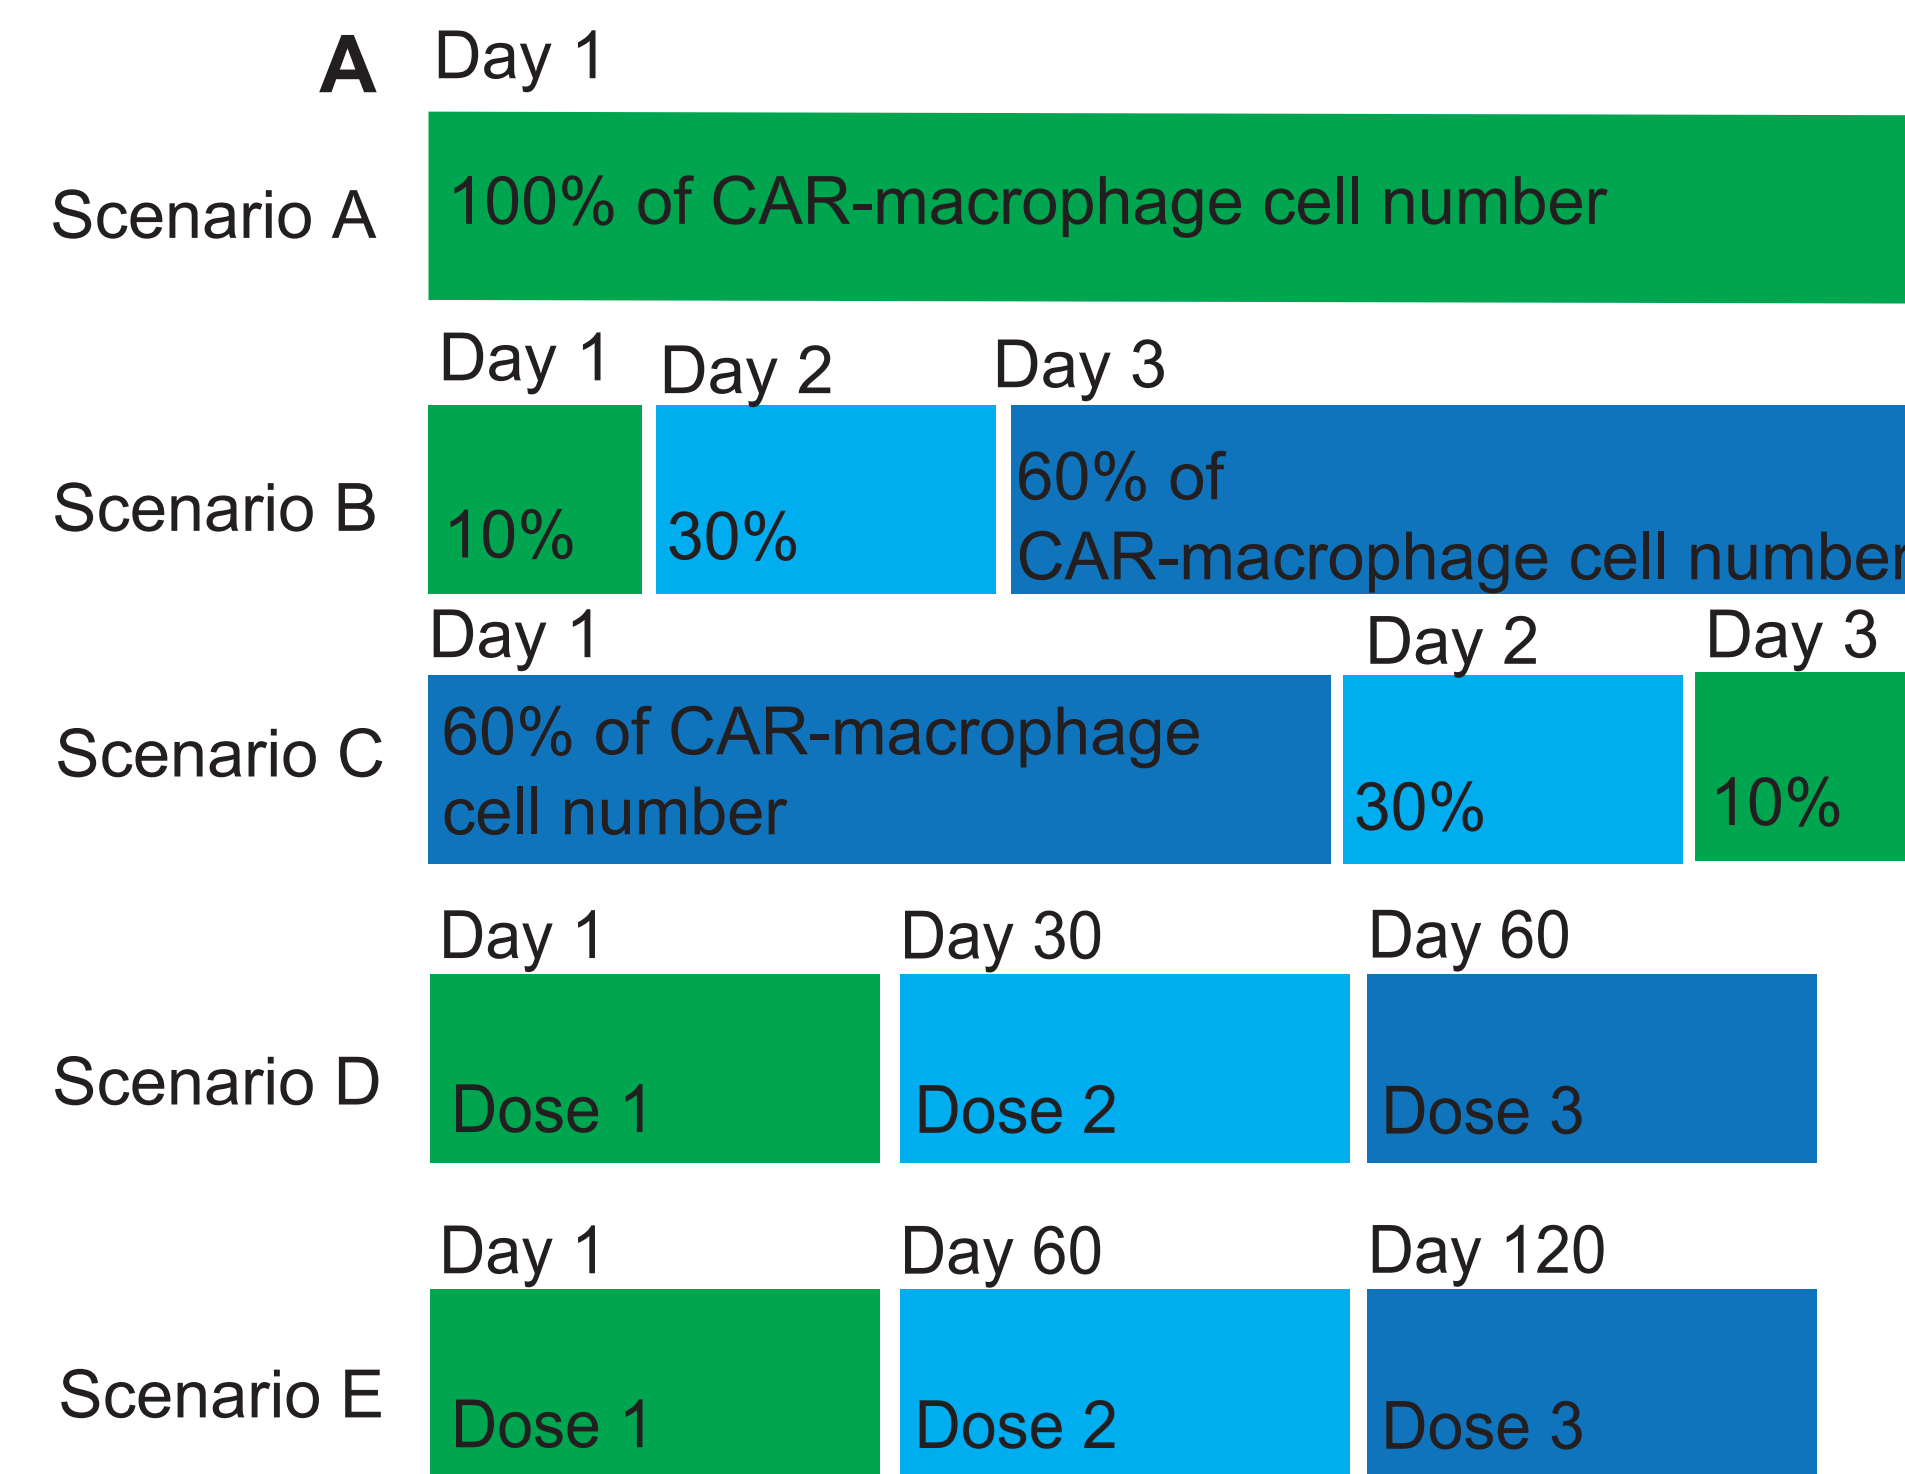 A
Day 1
Scenario A
100% of CAR-macrophage cell number
Day 1
Day 2
Day 3
Scenario B
10%
30%
60% of
CAR-macrophage cell number
Day 1
Day 2
Day 3
Scenario C
60% of CAR-macrophage
cell number
30%
10%
Day 1
Day 30
Day 60
Scenario D
Dose 1
Dose 2
Dose 3
Day 1
Day 60
Day 120
Scenario E
Dose 1
Dose 2
Dose 3